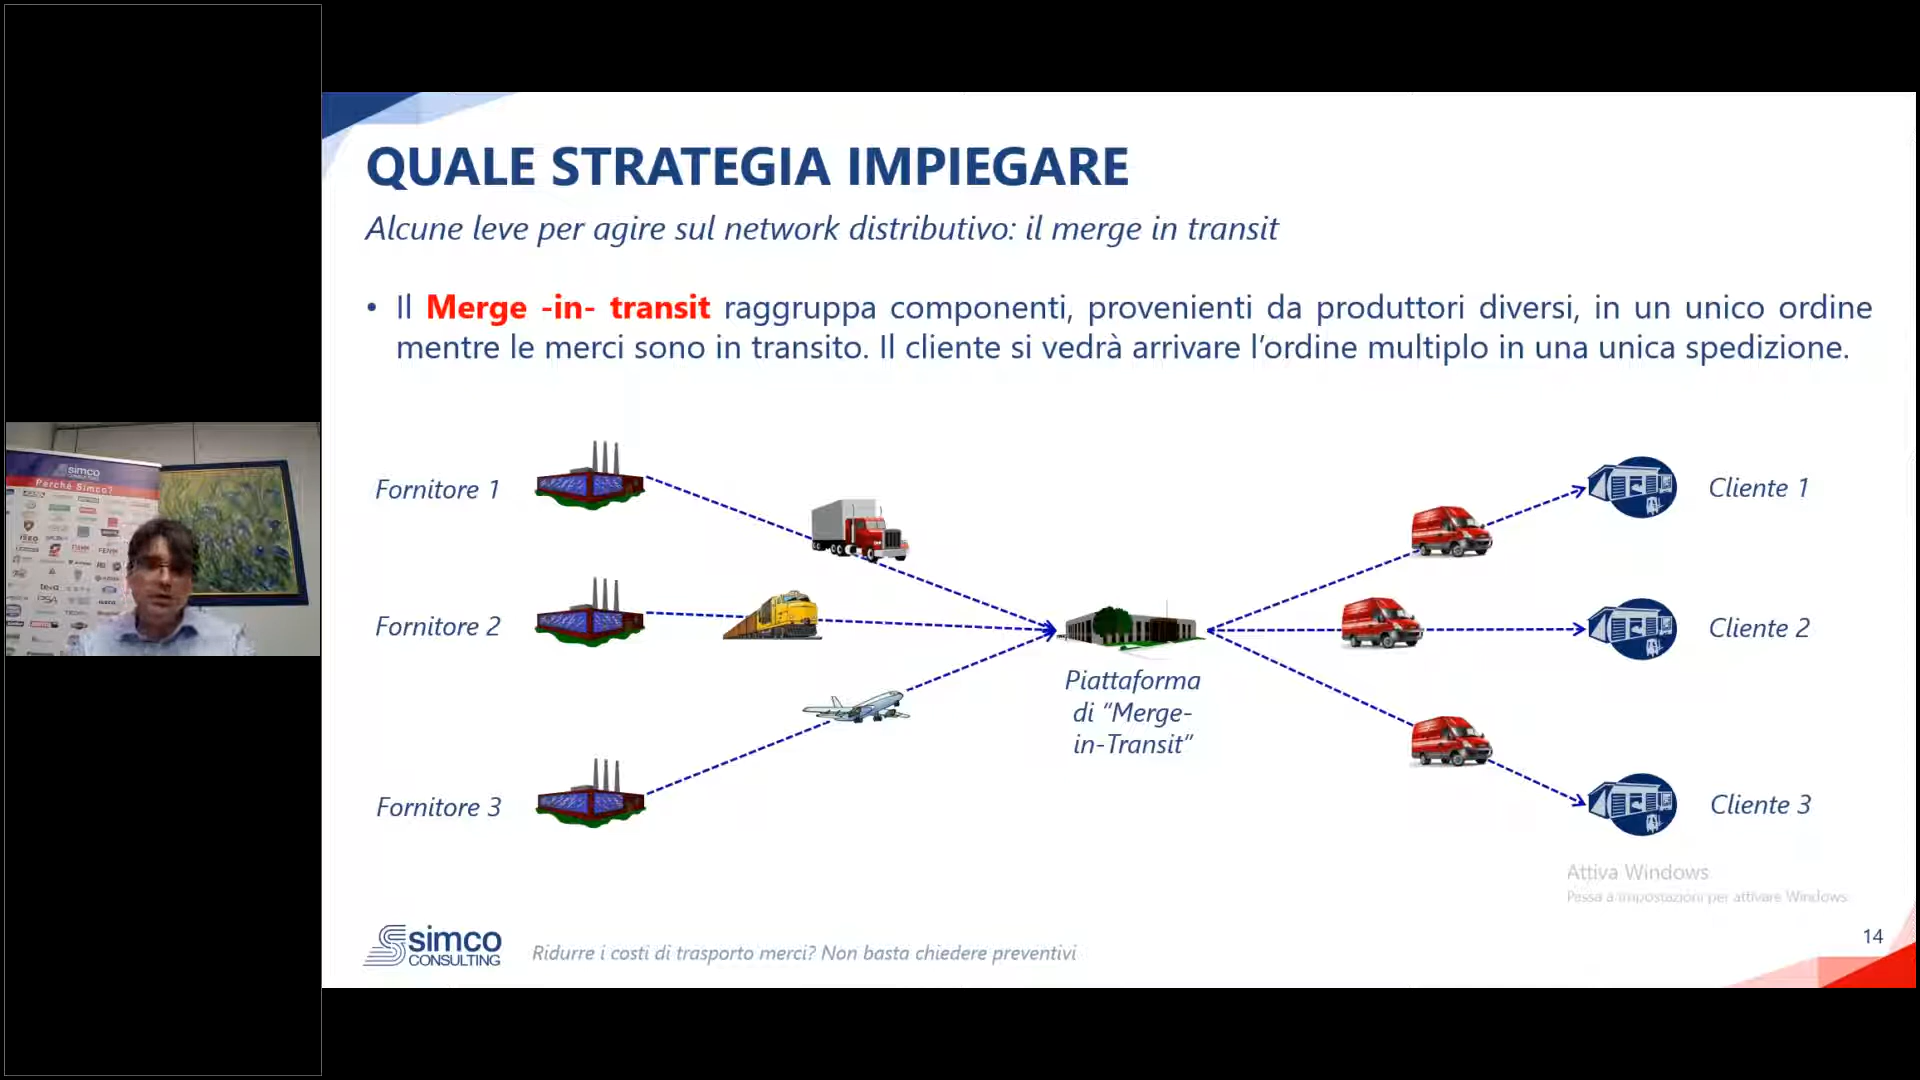 QUALE STRATEGIA IMPIEGARE
Alcune leve per agire sul network distributivo: il merge in transit
• Il Merge -in- transit raggruppa componenti, provenienti da produttori diversi, in un unico ordine
mentre le merci sono in transito. Il cliente si vedrà arrivare l’ordine multiplo in una unica spedizione.
Fornitore 1
Cliente 1
Fornitore 2
Cliente 2
Piattaforma
di “Merge-
in-Transit”
Fornitore 3
Cliente 3
simco
Perché Simco?
teva
Attiva Windows
Passa a Impostazioni per attivare Windows.
simco
CONSULTING
Ridurre i costi di trasporto merci? Non basta chiedere preventivi
14